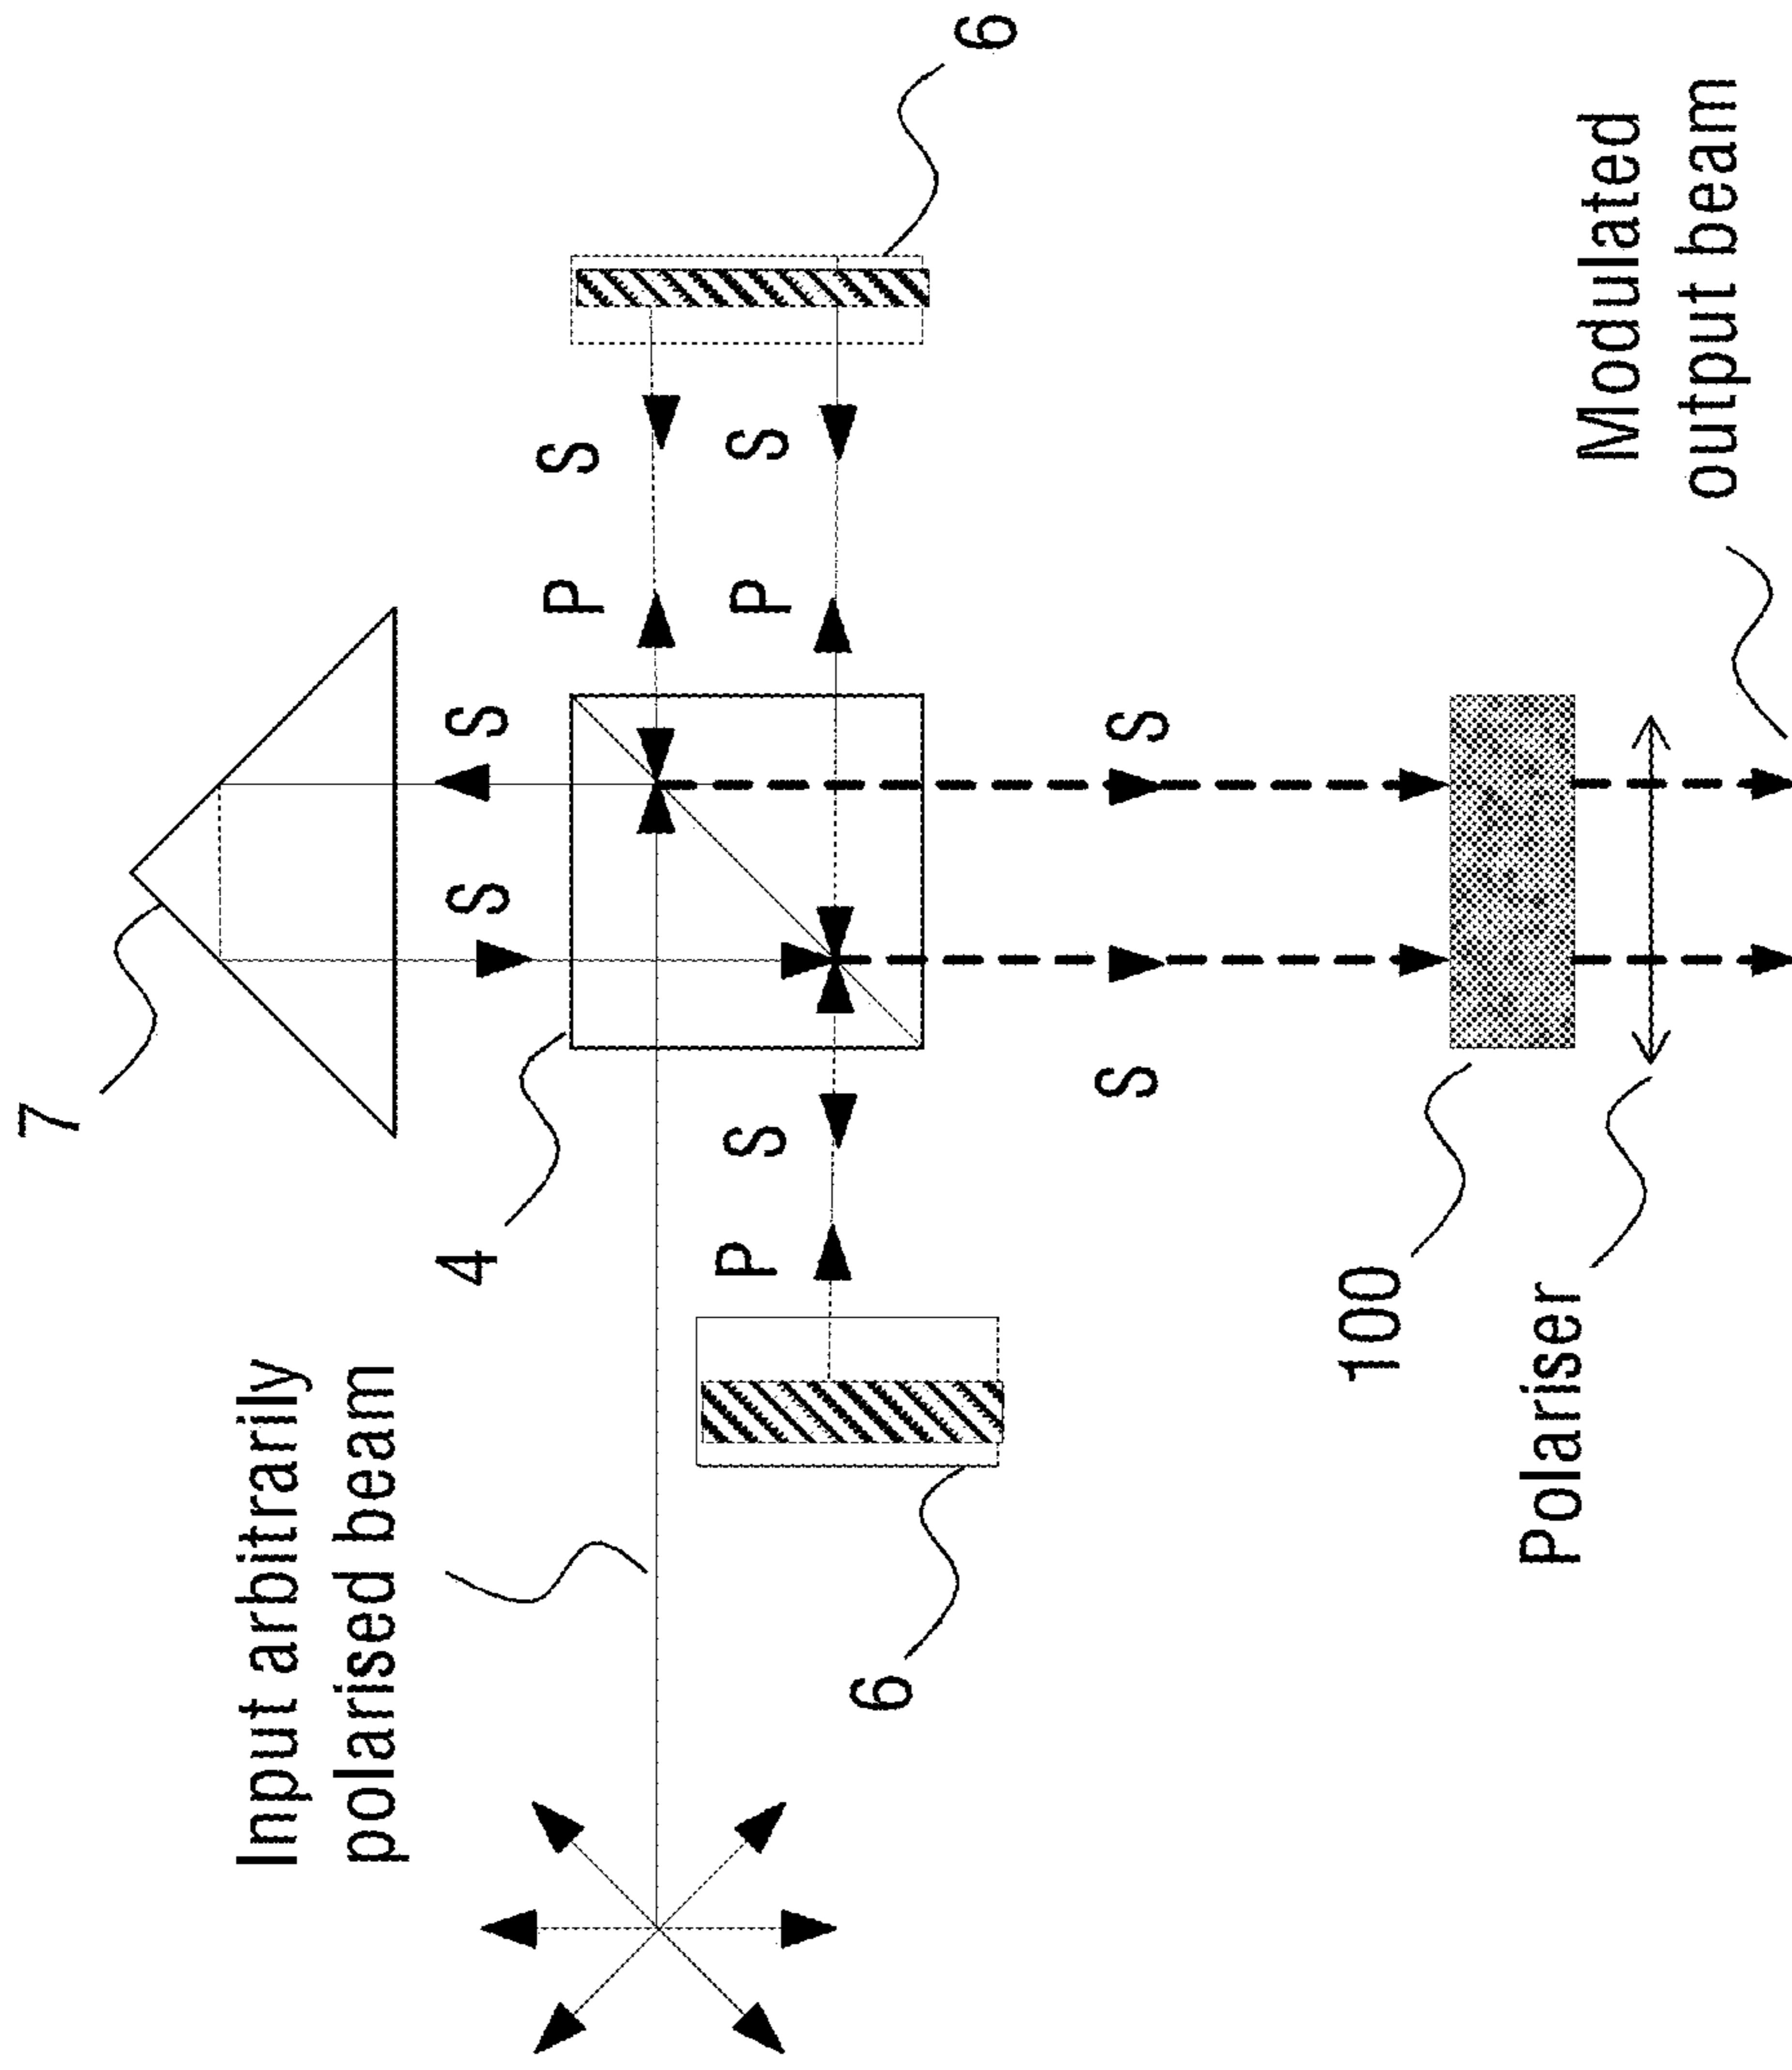 7
Input arbitrarily
polarised beam
4
6
6
S
S
P
S
P
S
P
S
S
S
100
Polariser
Modulated
output beam